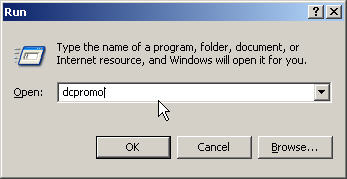 Run
Type the name of a program, folder, document, or
Internet resource, and Windows will open it for you.
Open: dcpromo
OK Cancel Browse...